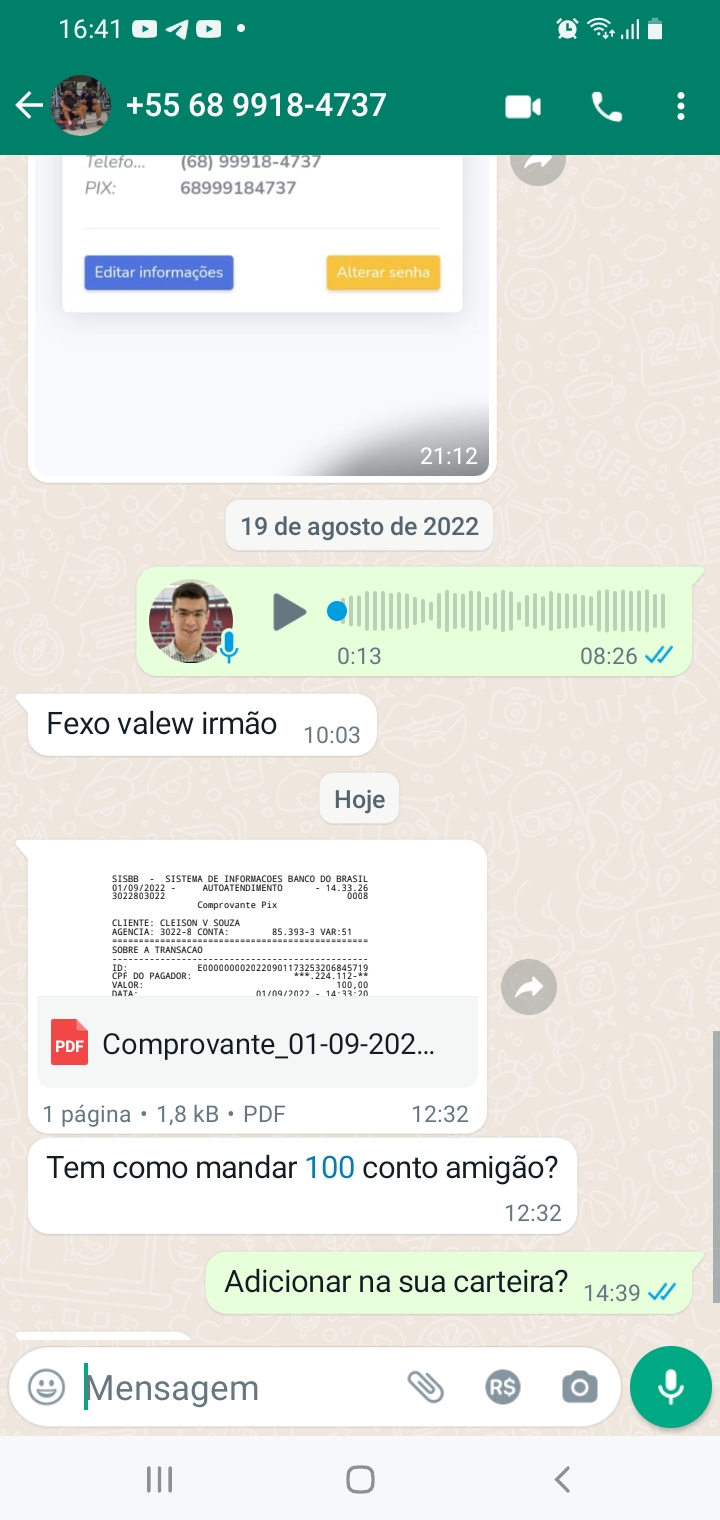 16:41
+55 68 9918-4737
Telefo... (68) 99918-4737
PIX: 68999184737
Editar informações Alterar senha
21:12
19 de agosto de 2022
0:13 08:26
Fexo valew irmão 10:03
Hoje
SISBB - SISTEMA DE INFORMACOES BANCO DO BRASIL
01/09/2022 - AUTOATENDIMENTO - 14.33.26
3022803022 0008
Comprovante Pix
CLIENTE: CLEISON V SOUZA
AGENCIA: 3022-8 CONTA: 85.393-3 VAR:51
================================================
SOBRE A TRANSACAO
------------------------------------------------
ID: E00000000202209011732532068457​19
CPF DO PAGADOR: ***.224.112-**
VALOR: 100,00
DATA: 01/09/2022 - 14:33:20
PDF Comprovante_01-09-202...
1 página • 1,8 kB • PDF 12:32
Tem como mandar 100 conto amigão?
12:32
Adicionar na sua carteira? 14:39
Mensagem R$